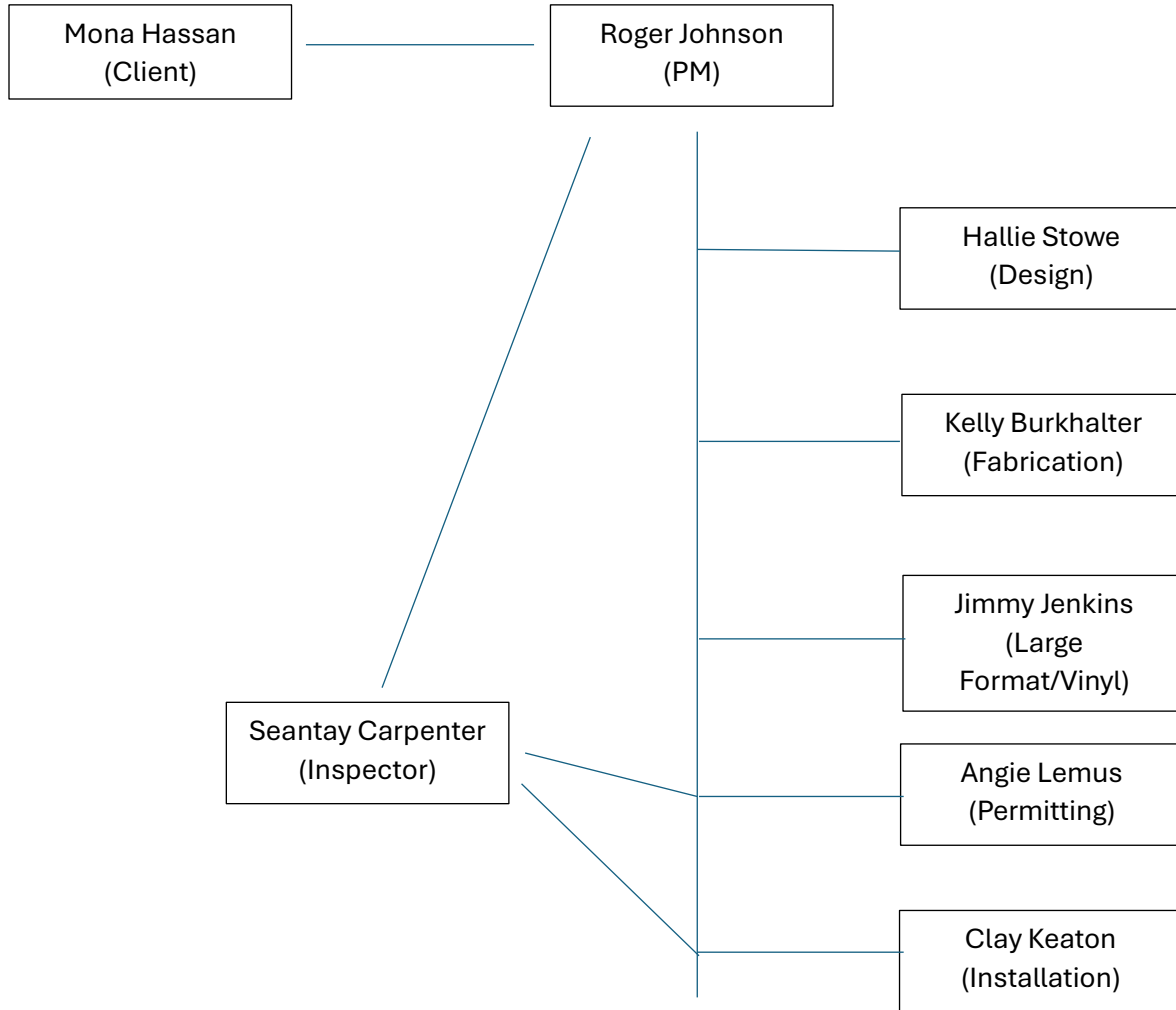 Mona Hassan
(Client)
Roger Johnson
(PM)
Hallie Stowe
(Design)
Kelly Burkhalter
(Fabrication)
Jimmy Jenkins
(Large
Format/Vinyl)
Seantay Carpenter
(Inspector)
Angie Lemus
(Permitting)
Clay Keaton
(Installation)